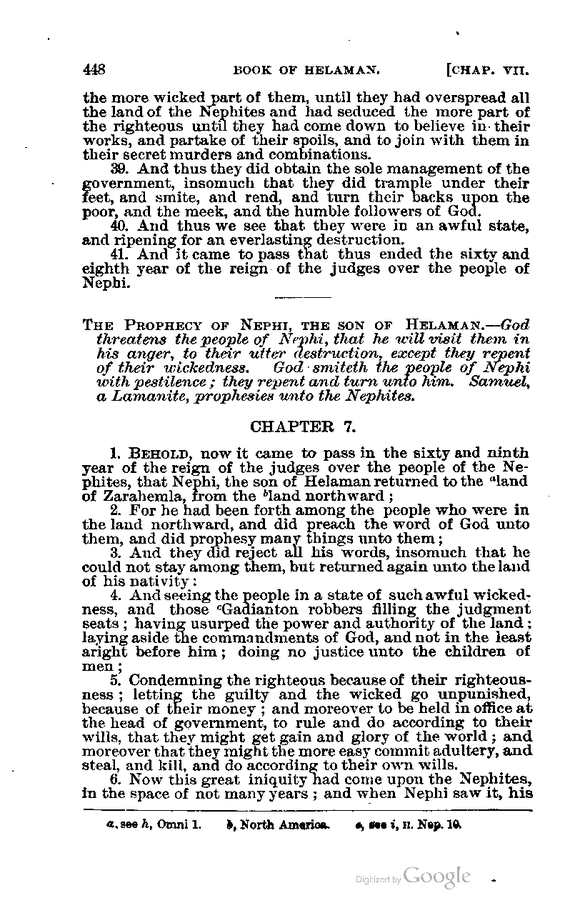 448 BOOK OF HELAMAN. [CHAP. VII.
the more wicked part of them, until they had overspread all
the land of the Nephites and had seduced the more part of
the righteous until they had come down to believe in their
works, and partake of their spoils, and to join with them in
their secret murders and combinations.
39. And thus they did obtain the sole management of the
government, insomuch that they did trample under their
feet, and smite, and rend, and turn their backs upon the
poor, and the meek, and the humble followers of God.
40. And thus we see that they were in an awful state,
and ripening for an everlasting destruction.
41. And it came to pass that thus ended the sixty and
eighth year of the reign of the judges over the people of
Nephi.
THE PROPHECY OF NEPHI, THE SON OF HELAMAN.—God
threatens the people of Nephi, that he will visit them in
his anger, to their utter destruction, except they repent
of their wickedness. God smiteth the people of Nephi
with pestilence; they repent and turn unto him. Samuel,
a Lamanite, prophesies unto the Nephites.
CHAPTER 7.
1. BEHOLD, now it came to pass in the sixty and ninth
year of the reign of the judges over the people of the Ne-
phites, that Nephi, the son of Helaman returned to the aland
of Zarahemla, from the bland northward;
2. For he had been forth among the people who were in
the land northward, and did preach the word of God unto
them, and did prophesy many things unto them;
3. And they did reject all his words, insomuch that he
could not stay among them, but returned again unto the land
of his nativity:
4. And seeing the people in a state of such awful wicked-
ness, and those cGadianton robbers filling the judgment
seats; having usurped the power and authority of the land;
laying aside the commandments of God, and not in the least
aright before him; doing no justice unto the children of
men;
5. Condemning the righteous because of their righteous-
ness; letting the guilty and the wicked go unpunished,
because of their money; and moreover to be held in office at
the head of government, to rule and do according to their
wills, that they might get gain and glory of the world; and
moreover that they might the more easy commit adultery, and
steal, and kill, and do according to their own wills.
6. Now this great iniquity had come upon the Nephites,
in the space of not many years; and when Nephi saw it, his
a, see h, Omni 1. b, North America. c, see i, II. Nep. 10.
Digitized by Google